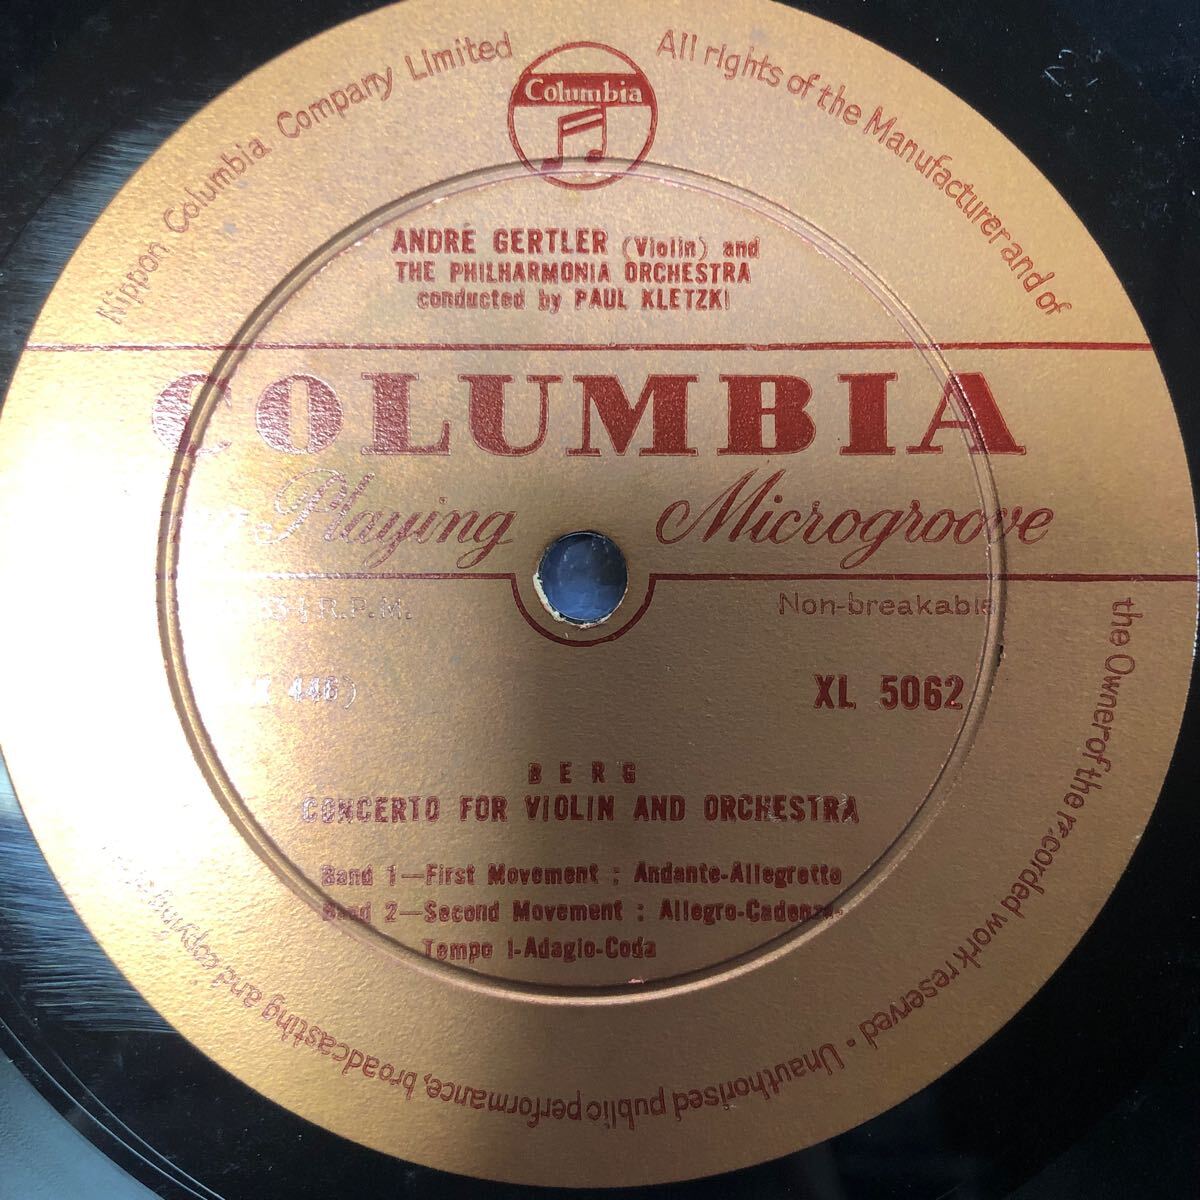 Nippon Columbia Company Limited
Columbia
All rights of the Manufacturer and of the Owner of the recorded work reserved · Unauthorised public performance, broadcasting and copying
ANDRÉ GERTLER (Violin) and
THE PHILHARMONIA ORCHESTRA
conducted by PAUL KLETZKI
COLUMBIA
Playing Microgroove
R.P.M.
Non-breakable
446)
XL 5062
BERG
CONCERTO FOR VIOLIN AND ORCHESTRA
Band 1—First Movement : Andante-Allegretto
Band 2—Second Movement : Allegro-Cadenza-
Tempo I-Adagio-Coda